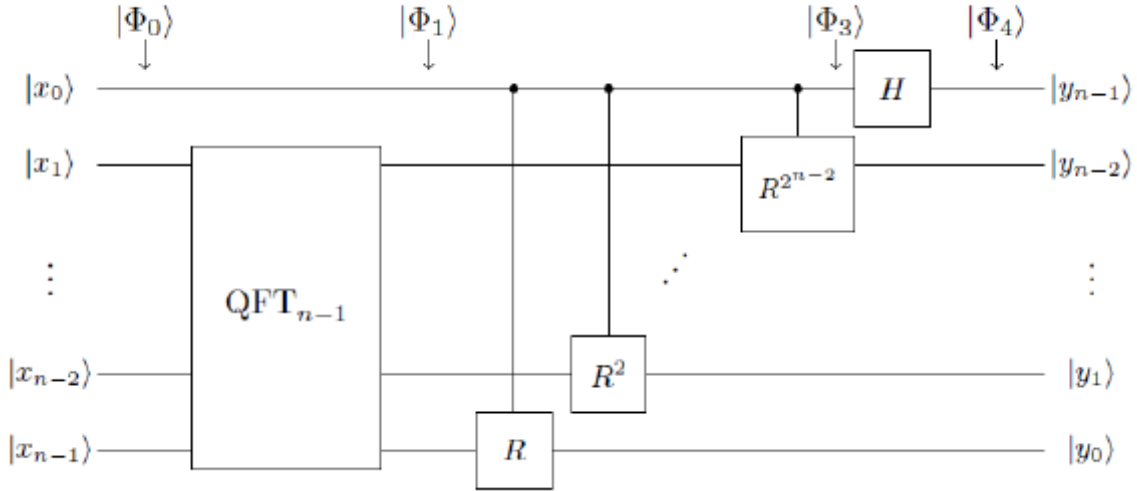 |Φ₀⟩ |Φ₁⟩ |Φ₃⟩ |Φ₄⟩
|x₀⟩ H |yₙ₋₁⟩
|x₁⟩ R^{2^{n−2}} |yₙ₋₂⟩
⋮ QFTₙ₋₁ ⋰ ⋮
|xₙ₋₂⟩ R² |y₁⟩
|xₙ₋₁⟩ R |y₀⟩